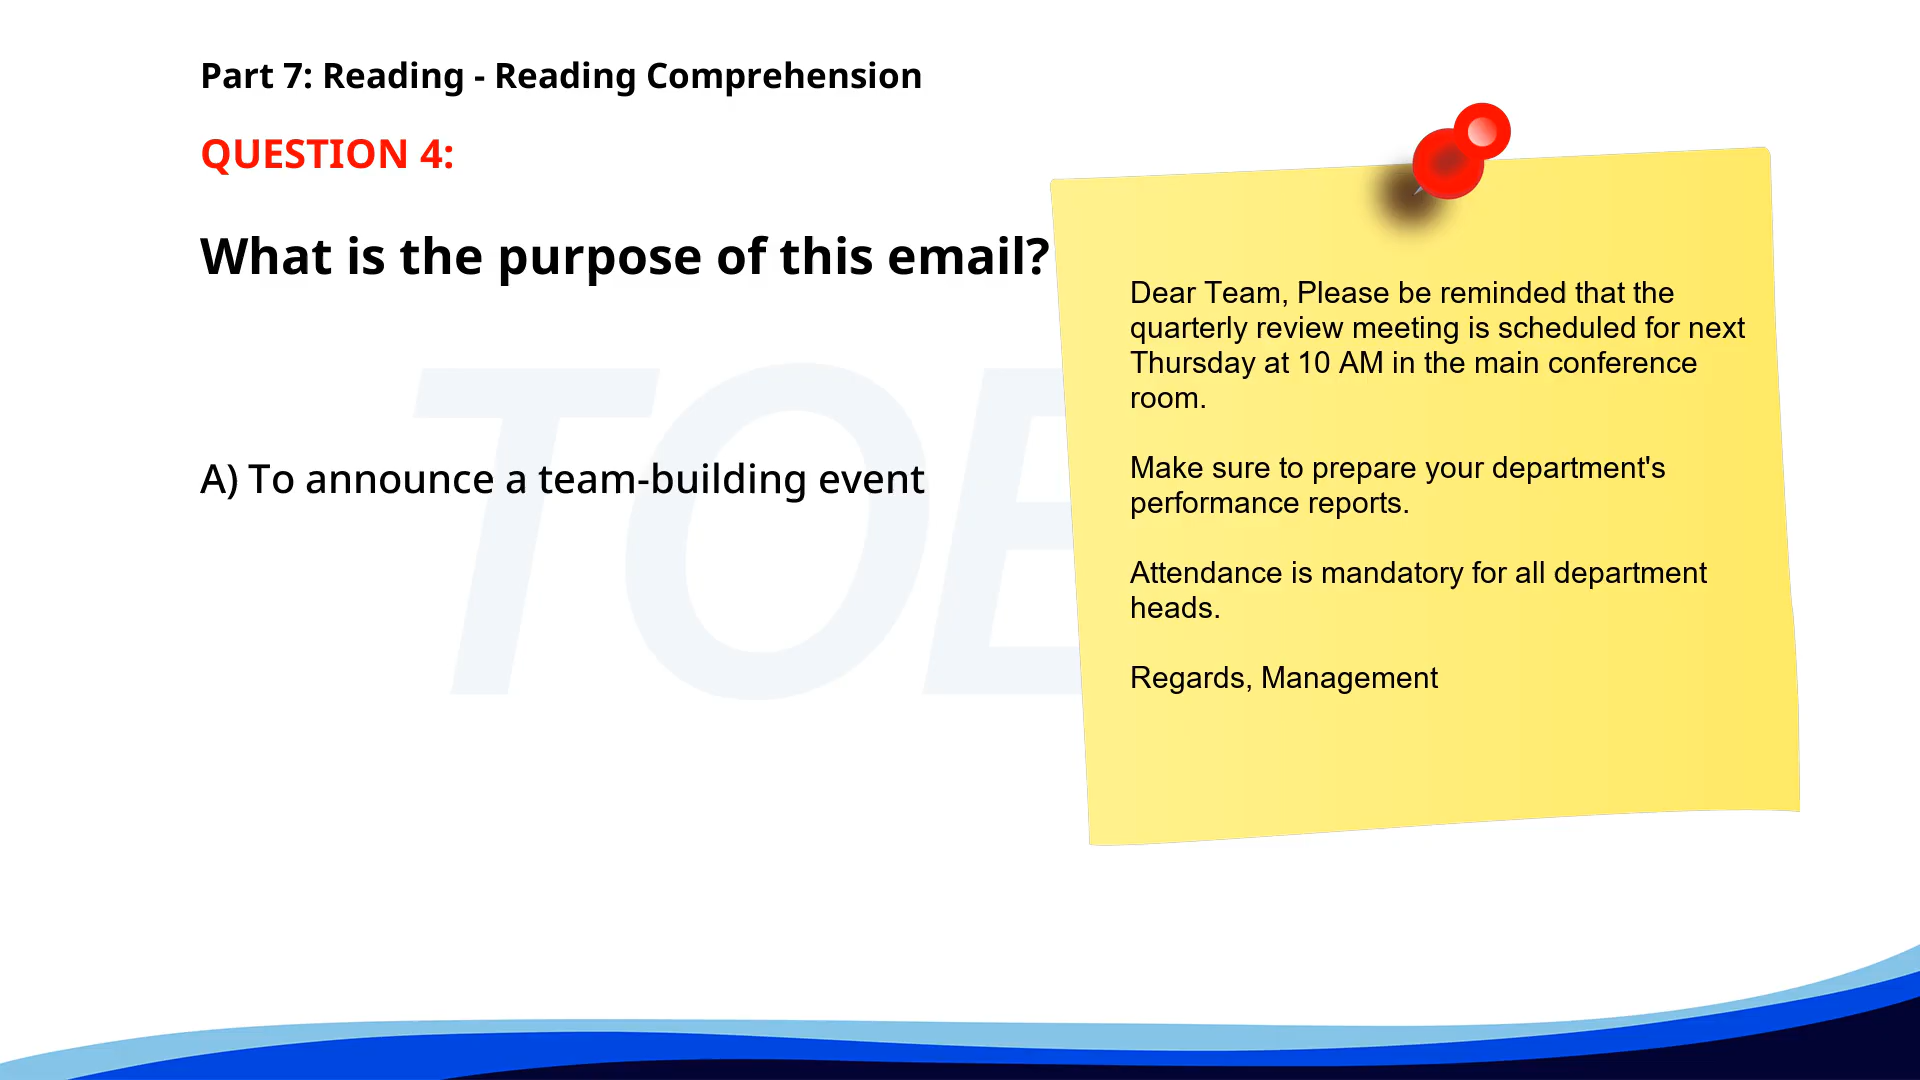 Part 7: Reading - Reading Comprehension
QUESTION 4:
What is the purpose of this email?
A) To announce a team-building event
Dear Team, Please be reminded that the
quarterly review meeting is scheduled for next
Thursday at 10 AM in the main conference
room.
Make sure to prepare your department's
performance reports.
Attendance is mandatory for all department
heads.
Regards, Management